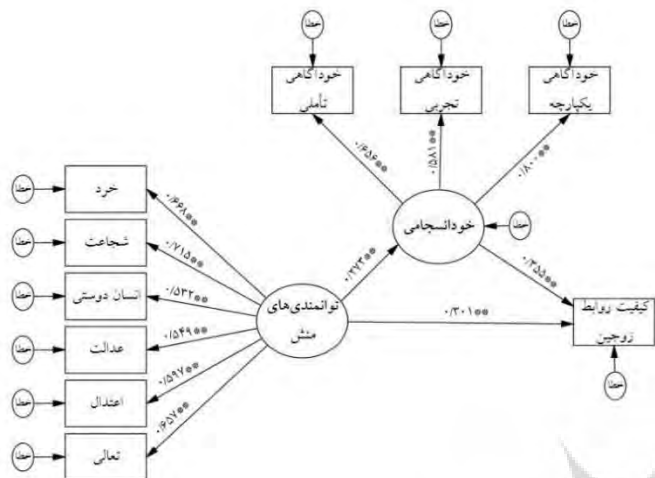 خطا
خطا
خطا
خودآگاهی
تأملی
خودآگاهی
تجربی
خودآگاهی
یکپارچه
۰/۶۵۶**
۰/۵۸۱**
۰/۸۰۰**
خودانسجامی
خطا
خطا
خرد
خطا
شجاعت
خطا
انسان دوستی
خطا
عدالت
خطا
اعتدال
خطا
تعالی
۰/۶۶۸**
۰/۷۱۵**
۰/۵۳۲**
۰/۵۴۹**
۰/۵۹۷**
۰/۶۵۷**
توانمندی‌های
منش
۰/۳۷۳**
۰/۳۵۵**
۰/۳۰۱**
کیفیت روابط
زوجین
خطا